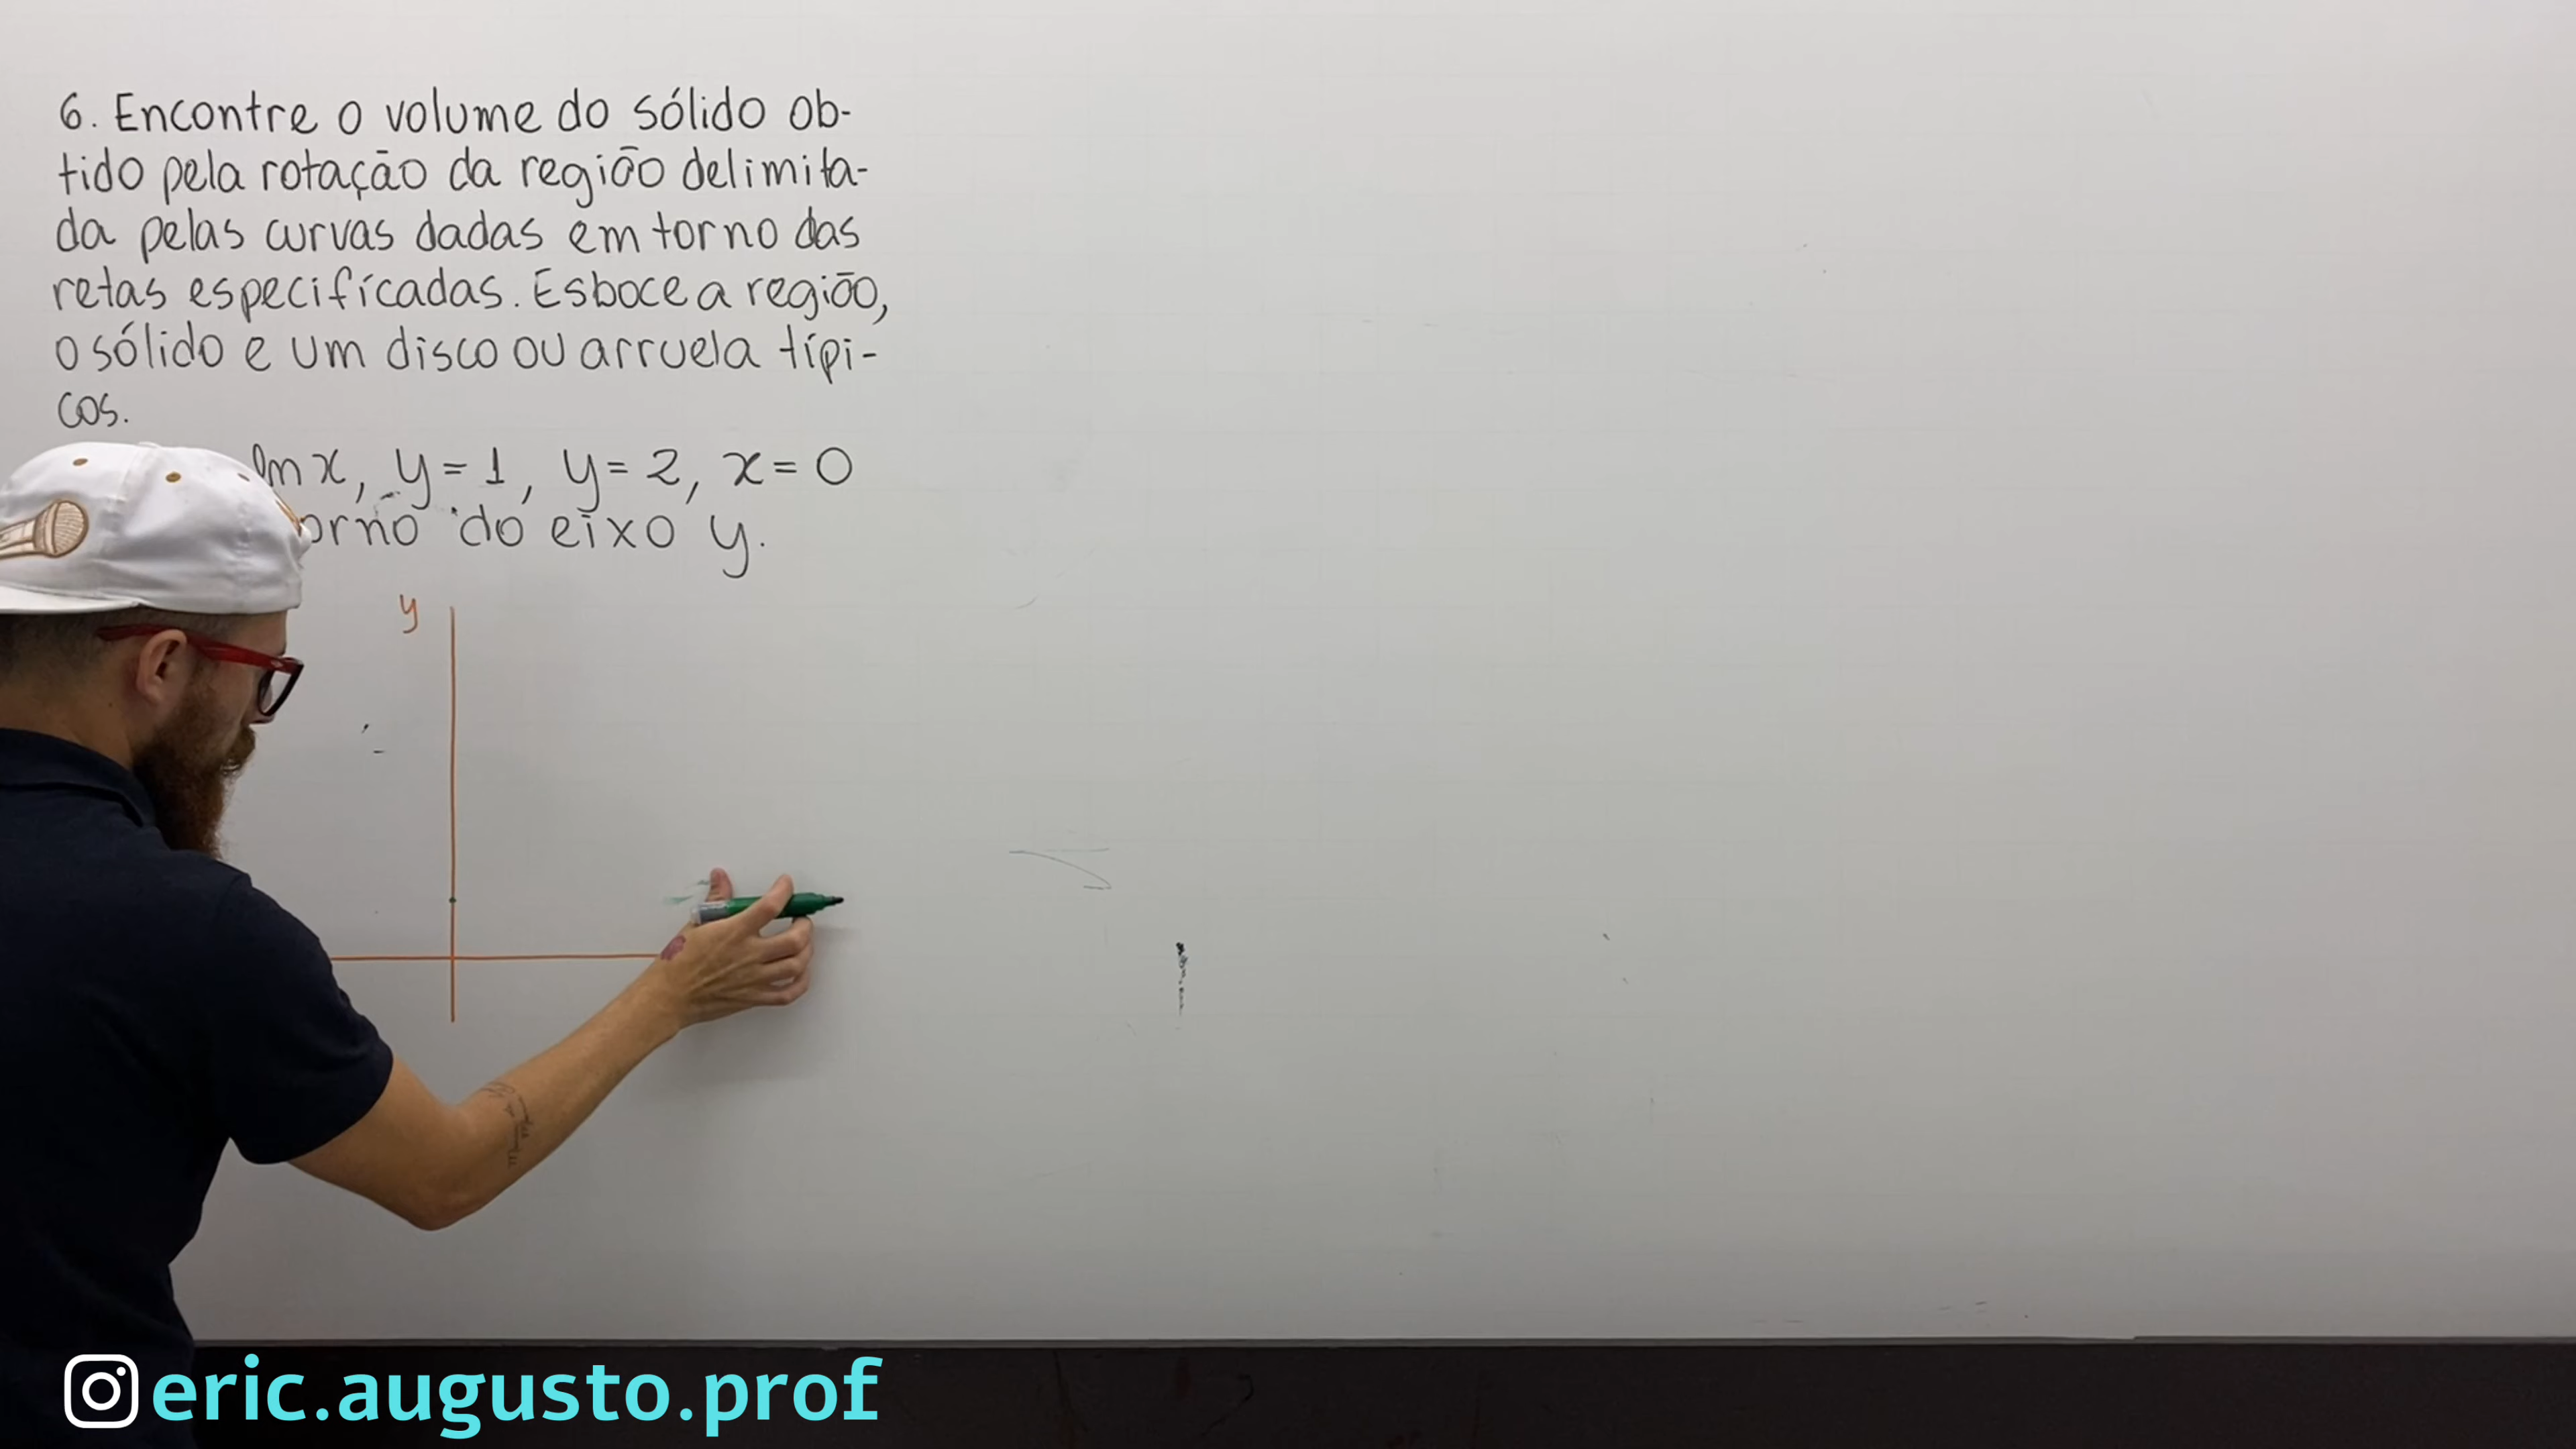 6. Encontre o volume do sólido ob-
tido pela rotação da região delimita-
da pelas curvas dadas em torno das
retas especificadas. Esboce a região,
o sólido e um disco ou arruela típi-
cos.
ln x, y = 1, y = 2, x = 0
orno do eixo y.
y
eric.augusto.prof